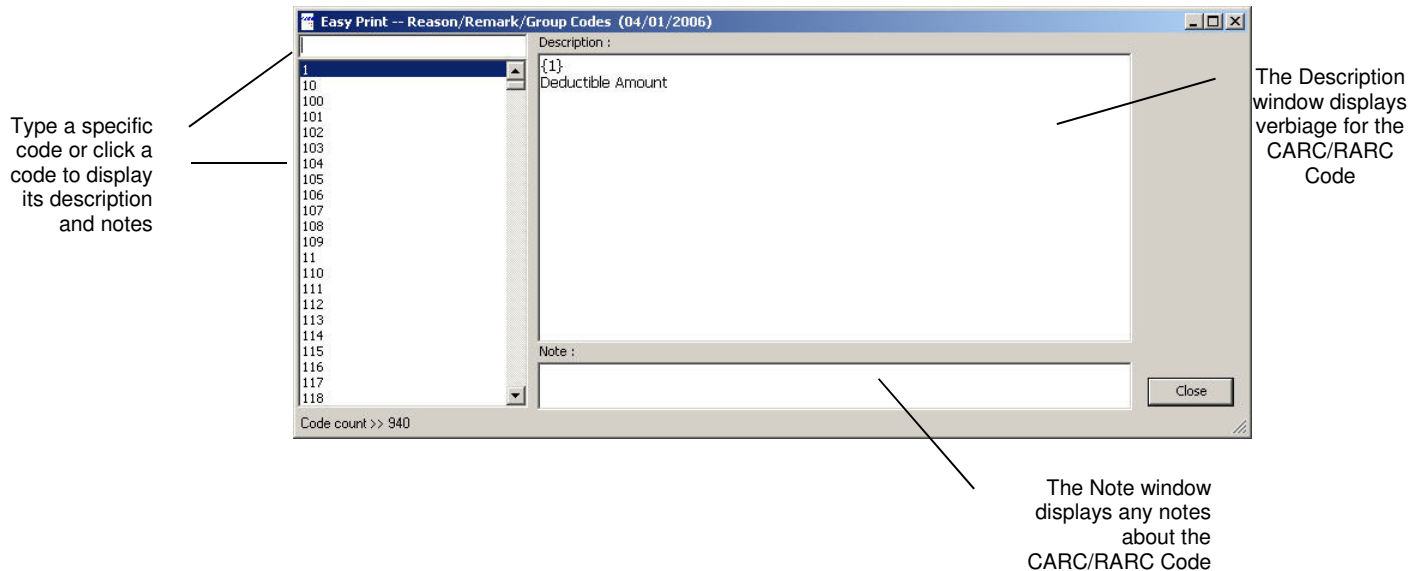 Easy Print -- Reason/Remark/Group Codes (04/01/2006)
Description :
1
10
100
101
102
103
104
105
106
107
108
109
11
110
111
112
113
114
115
116
117
118
{1}
Deductible Amount
Note :
Close
Code count >> 940
Type a specific
code or click a
code to display
its description
and notes
The Description
window displays
verbiage for the
CARC/RARC
Code
The Note window
displays any notes
about the
CARC/RARC Code